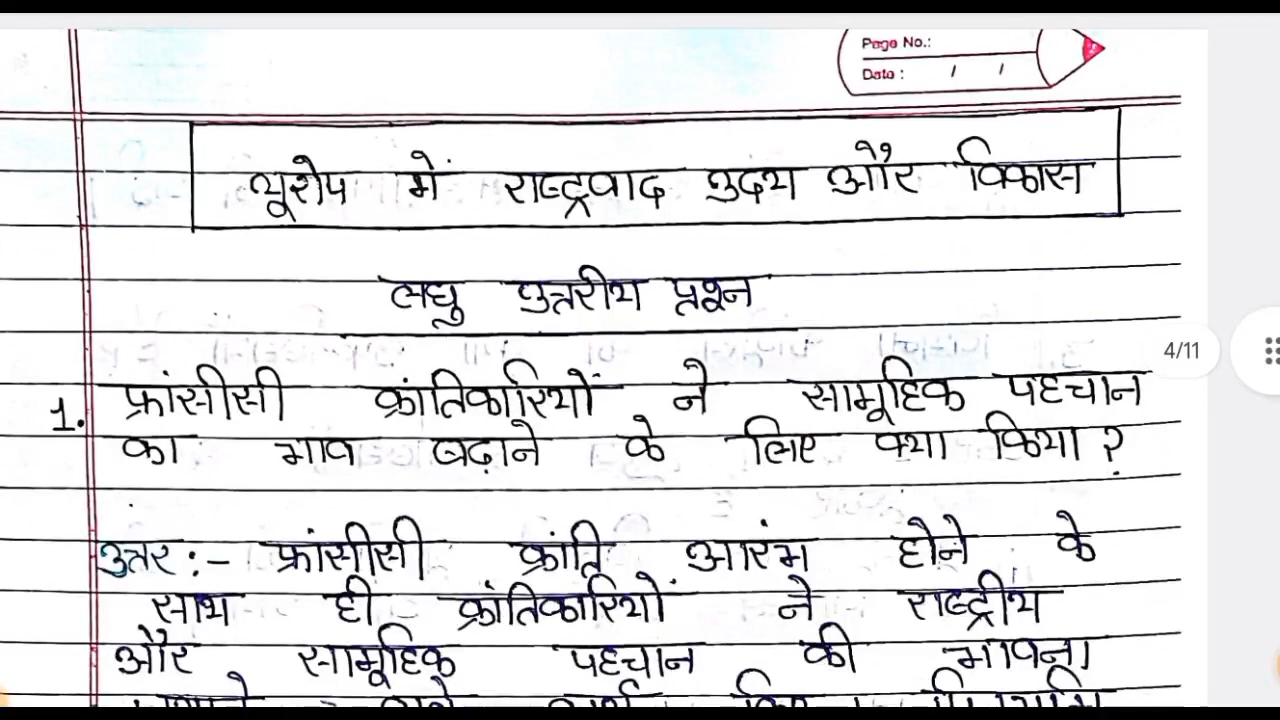 Page No.:
Date : / /
यूरोप में राष्ट्रवाद उदय और विकास
लघु उत्तरीय प्रश्न
4/11
1. फ्रांसीसी क्रांतिकारियों ने सामूहिक पहचान
का भाव बढ़ाने के लिए क्या किया ?
उत्तर :- फ्रांसीसी क्रांति आरंभ होने के
साथ ही क्रांतिकारियों ने राष्ट्रीय
और सामूहिक पहचान की भावना